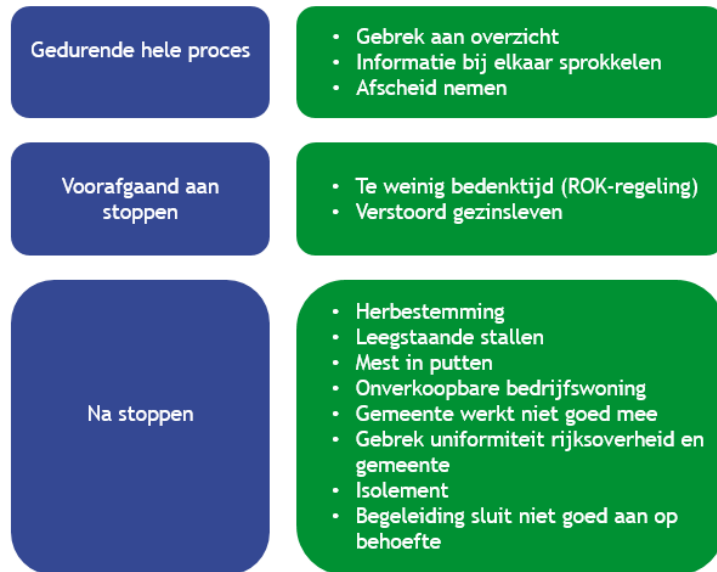 Gedurende hele proces
• Gebrek aan overzicht
• Informatie bij elkaar sprokkelen
• Afscheid nemen
Voorafgaand aan
stoppen
• Te weinig bedenktijd (ROK-regeling)
• Verstoord gezinsleven
Na stoppen
• Herbestemming
• Leegstaande stallen
• Mest in putten
• Onverkoopbare bedrijfswoning
• Gemeente werkt niet goed mee
• Gebrek uniformiteit rijksoverheid en
gemeente
• Isolement
• Begeleiding sluit niet goed aan op
behoefte